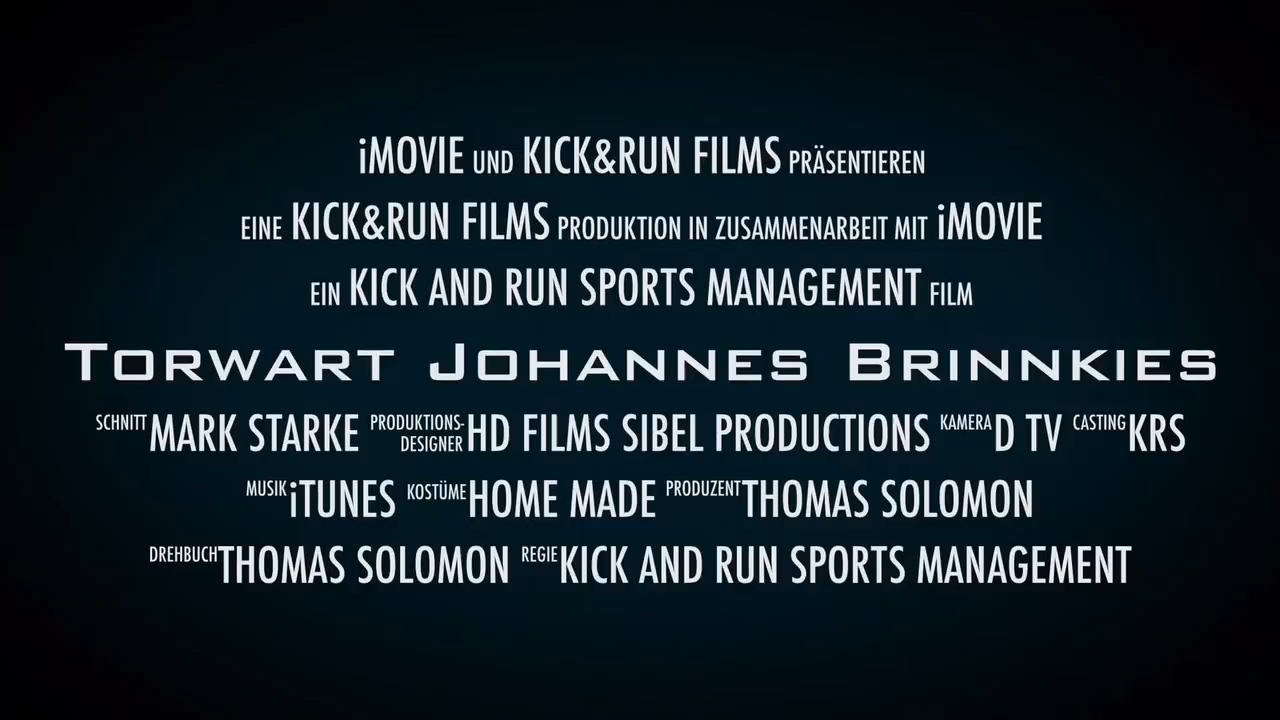 iMOVIE UND KICK&RUN FILMS PRÄSENTIEREN
EINE KICK&RUN FILMS PRODUKTION IN ZUSAMMENARBEIT MIT iMOVIE
EIN KICK AND RUN SPORTS MANAGEMENT FILM
TORWART JOHANNES BRINNKIES
SCHNITT MARK STARKE PRODUKTIONS-DESIGNER HD FILMS SIBEL PRODUCTIONS KAMERA D TV CASTING KRS
MUSIK iTUNES KOSTÜME HOME MADE PRODUZENT THOMAS SOLOMON
DREHBUCH THOMAS SOLOMON REGIE KICK AND RUN SPORTS MANAGEMENT